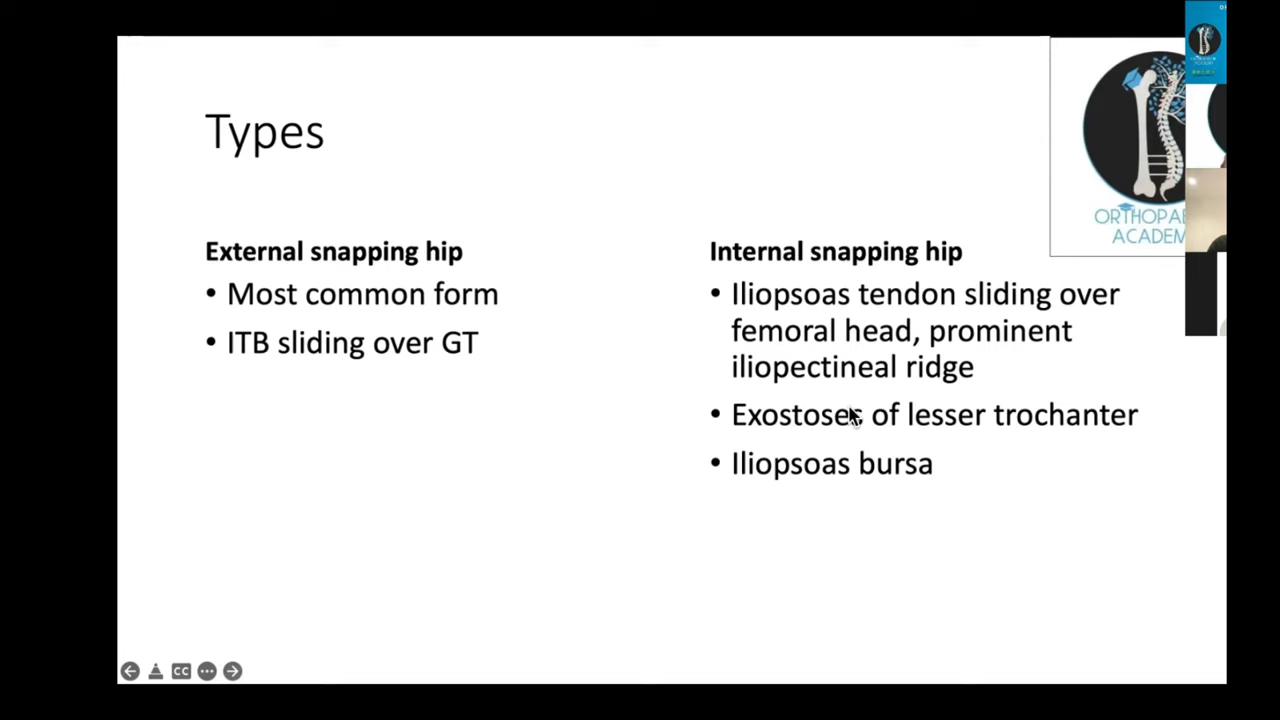 Types
External snapping hip
• Most common form
• ITB sliding over GT
Internal snapping hip
• Iliopsoas tendon sliding over
femoral head, prominent
iliopectineal ridge
• Exostoses of lesser trochanter
• Iliopsoas bursa
CC